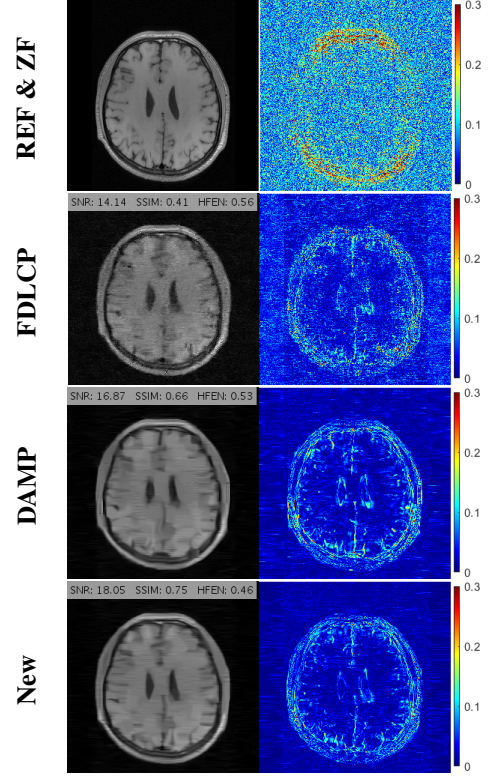 REF & ZF
0.3
0.2
0.1
0
FDLCP
SNR: 14.14 SSIM: 0.41 HFEN: 0.56
0.3
0.2
0.1
0
DAMP
SNR: 16.87 SSIM: 0.66 HFEN: 0.53
0.3
0.2
0.1
0
New
SNR: 18.05 SSIM: 0.75 HFEN: 0.46
0.3
0.2
0.1
0